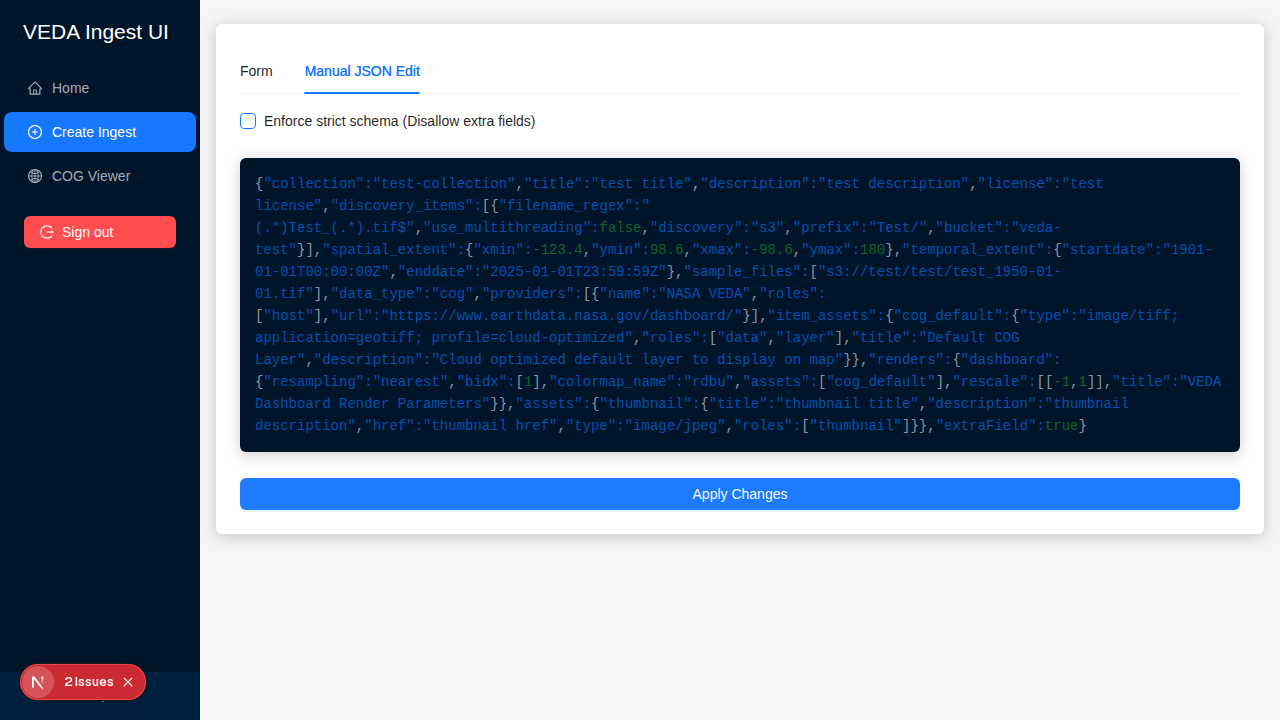 VEDA Ingest UI
Home
Create Ingest
COG Viewer
Sign out
2 Issues
Form
Manual JSON Edit
Enforce strict schema (Disallow extra fields)
{"collection":"test-collection","title":"test title","description":"test description","license":"test
license","discovery_items":[{"filename_regex":"
(.*)Test_(.*).tif$","use_multithreading":false,"discovery":"s3","prefix":"Test/","bucket":"veda-
test"}],"spatial_extent":{"xmin":-123.4,"ymin":98.6,"xmax":-98.6,"ymax":180},"temporal_extent":{"startdate":"1901-
01-01T00:00:00Z","enddate":"2025-01-01T23:59:59Z"},"sample_files":["s3://test/test/test_1950-01-
01.tif"],"data_type":"cog","providers":[{"name":"NASA VEDA","roles":
["host"],"url":"https://www.earthdata.nasa.gov/dashboard/"}],"item_assets":{"cog_default":{"type":"image/tiff;
application=geotiff; profile=cloud-optimized","roles":["data","layer"],"title":"Default COG
Layer","description":"Cloud optimized default layer to display on map"}},"renders":{"dashboard":
{"resampling":"nearest","bidx":[1],"colormap_name":"rdbu","assets":["cog_default"],"rescale":[[-1,1]],"title":"VEDA
Dashboard Render Parameters"}},"assets":{"thumbnail":{"title":"thumbnail title","description":"thumbnail
description","href":"thumbnail href","type":"image/jpeg","roles":["thumbnail"]}},"extraField":true}
Apply Changes